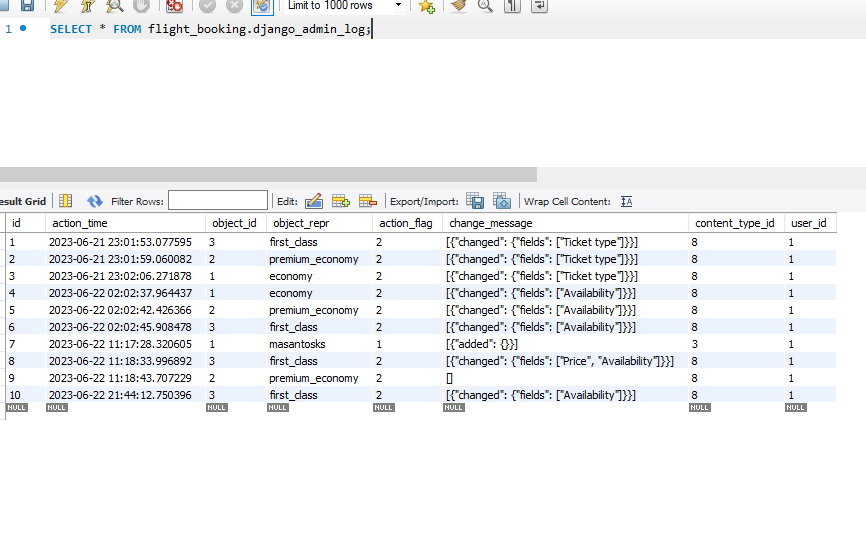 Limit to 1000 rows
1 SELECT * FROM flight_booking.django_admin_log;
esult Grid Filter Rows: Edit: Export/Import: Wrap Cell Content:
id action_time object_id object_repr action_flag change_message content_type_id user_id
1 2023-06-21 23:01:53.077595 3 first_class 2 [{"changed": {"fields": ["Ticket type"]}}] 8 1
2 2023-06-21 23:01:59.060082 2 premium_economy 2 [{"changed": {"fields": ["Ticket type"]}}] 8 1
3 2023-06-21 23:02:06.271878 1 economy 2 [{"changed": {"fields": ["Ticket type"]}}] 8 1
4 2023-06-22 02:02:37.964437 1 economy 2 [{"changed": {"fields": ["Availability"]}}] 8 1
5 2023-06-22 02:02:42.426366 2 premium_economy 2 [{"changed": {"fields": ["Availability"]}}] 8 1
6 2023-06-22 02:02:45.908478 3 first_class 2 [{"changed": {"fields": ["Availability"]}}] 8 1
7 2023-06-22 11:17:28.320605 1 masantosks 1 [{"added": {}}] 3 1
8 2023-06-22 11:18:33.996892 3 first_class 2 [{"changed": {"fields": ["Price", "Availability"]}}] 8 1
9 2023-06-22 11:18:43.707229 2 premium_economy 2 [] 8 1
10 2023-06-22 21:44:12.750396 3 first_class 2 [{"changed": {"fields": ["Availability"]}}] 8 1
NULL NULL NULL NULL NULL NULL NULL NULL